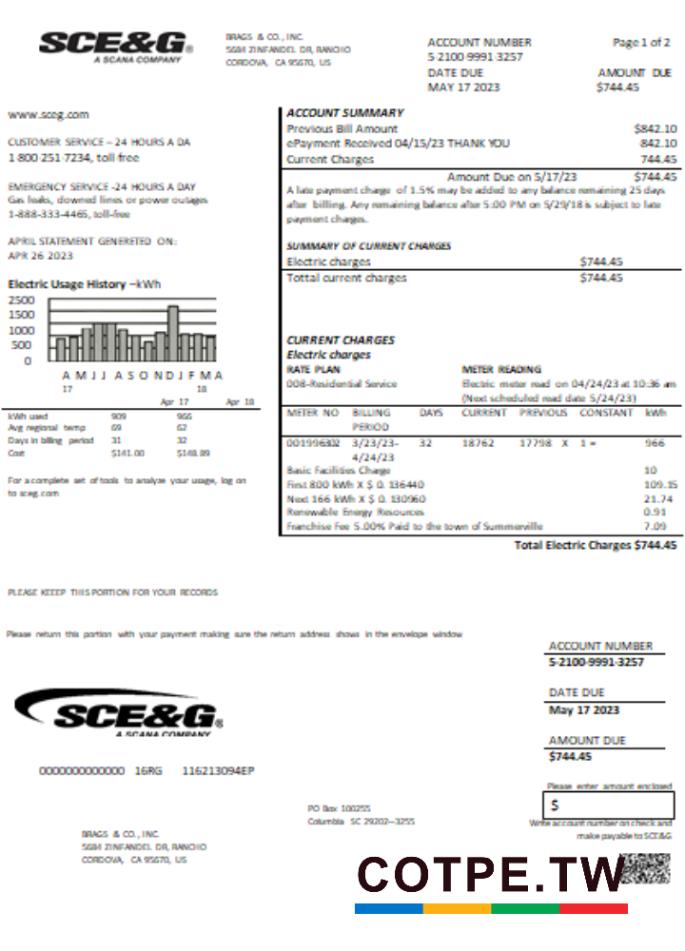 SCE&G®
A SCANA COMPANY
BRAGS & CO., INC.
5684 ZINFANDEL DR, RANCHO
CORDOVA, CA 95670, US
ACCOUNT NUMBER
5-2100-9991-3257
DATE DUE
MAY 17 2023
Page 1 of 2
AMOUNT DUE
$744.45
www.sceg.com
CUSTOMER SERVICE – 24 HOURS A DA
1 800 251 7234, toll free
EMERGENCY SERVICE -24 HOURS A DAY
Gas leaks, downed lines or power outages
1-888-333-4465, toll-free
APRIL STATEMENT GENERETED ON:
APR 26 2023
Electric Usage History –kWh
2500
1500
1000
500
0
A M J J A S O N D J F M A
17 18
Apr 17 Apr 18
kWh used 909 966
Avg regional temp 69 62
Days in billing period 31 32
Cost $141.00 $148.89
For a complete set of tools to analyze your usage, log on
to sceg.com
ACCOUNT SUMMARY
Previous Bill Amount $842.10
ePayment Received 04/15/23 THANK YOU 842.10
Current Charges 744.45
Amount Due on 5/17/23 $744.45
A late payment charge of 1.5% may be added to any balance remaining 25 days
after billing. Any remaining balance after 5:00 PM on 5/29/18 is subject to late
payment charges.
SUMMARY OF CURRENT CHARGES
Electric charges $744.45
Tottal current charges $744.45
CURRENT CHARGES
Electric charges
RATE PLAN METER READING
008-Residential Service Electric meter read on 04/24/23 at 10:36 am
(Next scheduled read date 5/24/23)
METER NO BILLING PERIOD DAYS CURRENT PREVIOUS CONSTANT kWh
001996302 3/23/23- 4/24/23 32 18762 17798 X 1 = 966
Basic Facilities Charge 10
First 800 kWh X $ 0. 136440 109.15
Next 166 kWh X $ 0. 130960 21.74
Renewable Energy Resources 0.91
Franchise Fee 5.00% Paid to the town of Summerville 7.09
Total Electric Charges $744.45
PLEASE KEEEP THIS PORTION FOR YOUR RECORDS
Please return this portion with your payment making sure the return address shows in the envelope window
ACCOUNT NUMBER
5-2100-9991-3257
DATE DUE
May 17 2023
AMOUNT DUE
$744.45
Please enter amount enclosed
$
Write account number on check and
make payable to SCE&G
SCE&G®
A SCANA COMPANY
0000000000000 16RG 116213094EP
PO Box 100255
Columbia SC 29202--3255
BRAGS & CO., INC.
5684 ZINFANDEL DR, RANCHO
CORDOVA, CA 95670, US
COTPE.TW